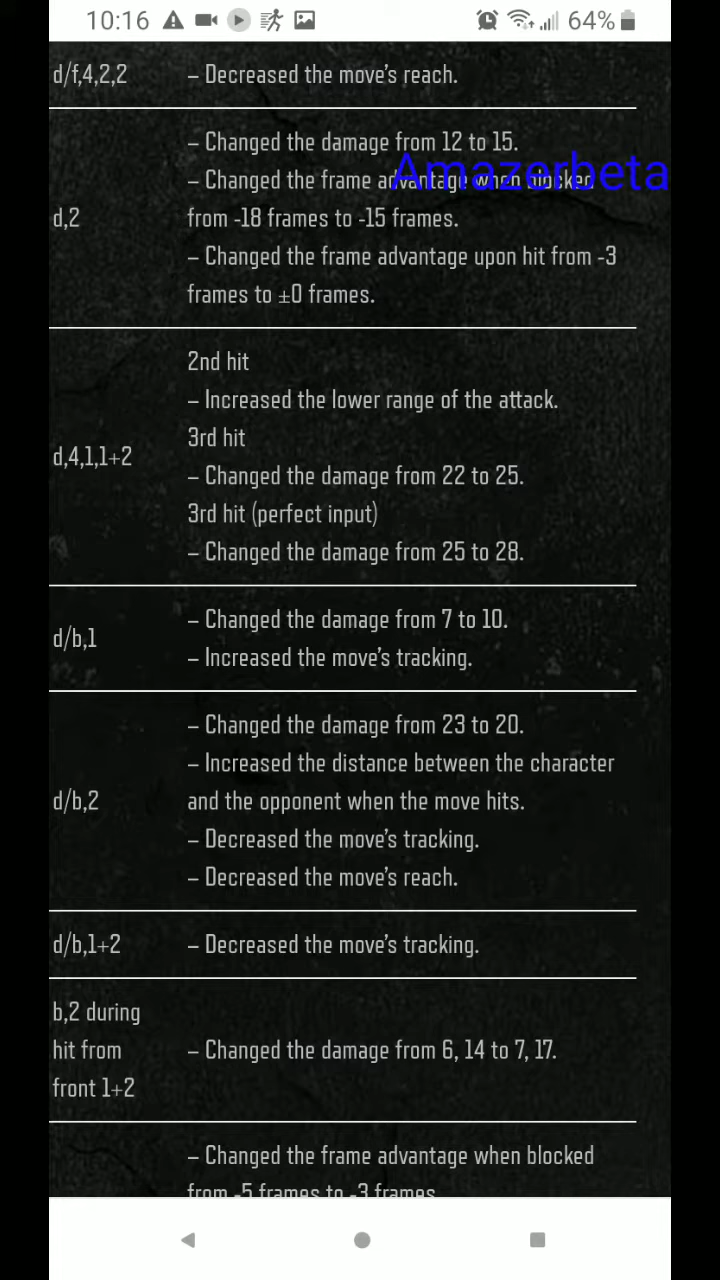 10:16
64%
d/f,4,2,2
– Decreased the move's reach.
– Changed the damage from 12 to 15.
Amazerbeta
– Changed the frame advantage when blocked
d,2
from -18 frames to -15 frames.
– Changed the frame advantage upon hit from -3
frames to ±0 frames.
2nd hit
– Increased the lower range of the attack.
3rd hit
d,4,1,1+2
– Changed the damage from 22 to 25.
3rd hit (perfect input)
– Changed the damage from 25 to 28.
d/b,1
– Changed the damage from 7 to 10.
– Increased the move's tracking.
– Changed the damage from 23 to 20.
– Increased the distance between the character
d/b,2
and the opponent when the move hits.
– Decreased the move's tracking.
– Decreased the move's reach.
d/b,1+2
– Decreased the move's tracking.
b,2 during
hit from
front 1+2
– Changed the damage from 6, 14 to 7, 17.
– Changed the frame advantage when blocked
from -5 frames to -3 frames